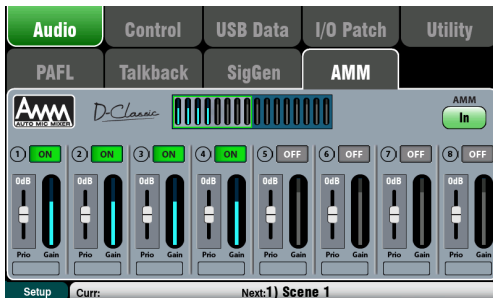 Audio Control USB Data I/O Patch Utility
PAFL Talkback SigGen AMM
AMM AUTO MIC MIXER D-Classic AMM In
1 ON 2 ON 3 ON 4 ON 5 OFF 6 OFF 7 OFF 8 OFF
0dB 0dB 0dB 0dB 0dB 0dB 0dB 0dB
Prio Gain Prio Gain Prio Gain Prio Gain Prio Gain Prio Gain Prio Gain Prio Gain
Setup Curr: Next:1) Scene 1